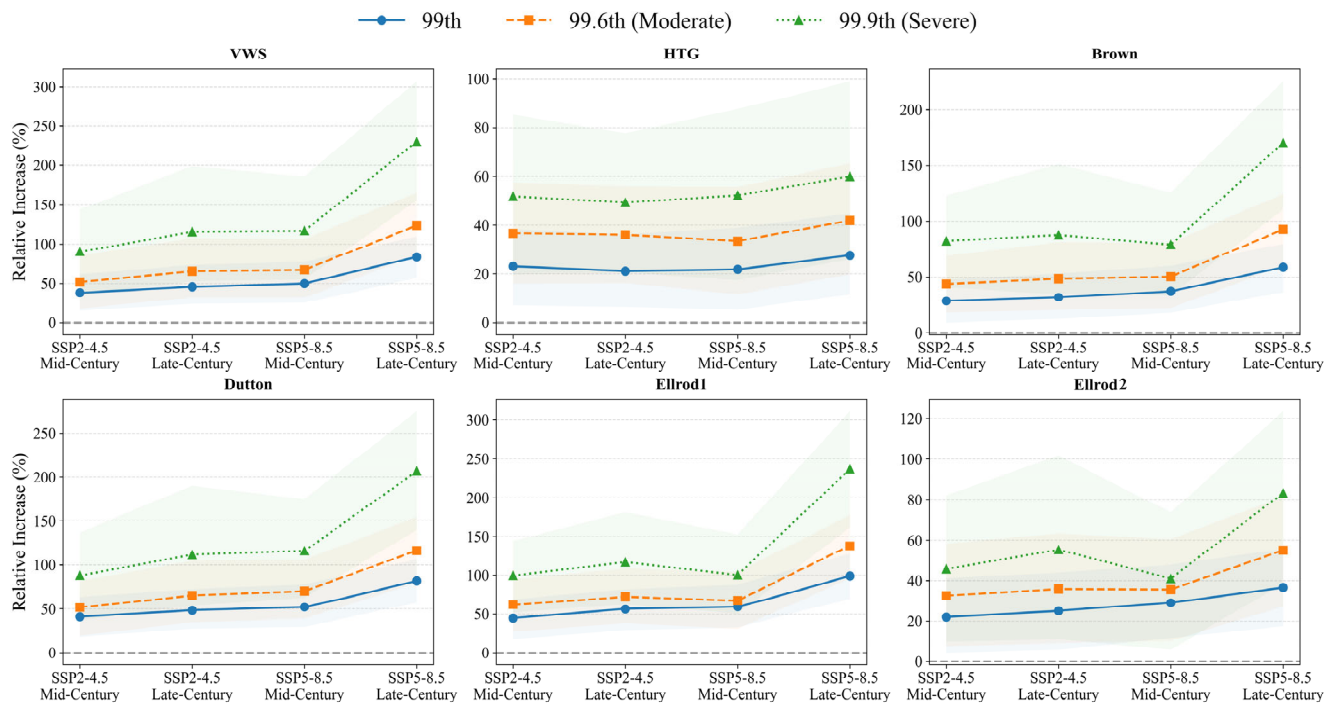 99th 99.6th (Moderate) 99.9th (Severe)
VWS HTG Brown
Relative Increase (%)
300
250
200
150
100
50
0
SSP2-4.5 Mid-Century
SSP2-4.5 Late-Century
SSP5-8.5 Mid-Century
SSP5-8.5 Late-Century
100
80
60
40
20
0
SSP2-4.5 Mid-Century
SSP2-4.5 Late-Century
SSP5-8.5 Mid-Century
SSP5-8.5 Late-Century
200
150
100
50
0
SSP2-4.5 Mid-Century
SSP2-4.5 Late-Century
SSP5-8.5 Mid-Century
SSP5-8.5 Late-Century
Dutton Ellrod1 Ellrod2
Relative Increase (%)
250
200
150
100
50
0
SSP2-4.5 Mid-Century
SSP2-4.5 Late-Century
SSP5-8.5 Mid-Century
SSP5-8.5 Late-Century
300
250
200
150
100
50
0
SSP2-4.5 Mid-Century
SSP2-4.5 Late-Century
SSP5-8.5 Mid-Century
SSP5-8.5 Late-Century
120
100
80
60
40
20
0
SSP2-4.5 Mid-Century
SSP2-4.5 Late-Century
SSP5-8.5 Mid-Century
SSP5-8.5 Late-Century